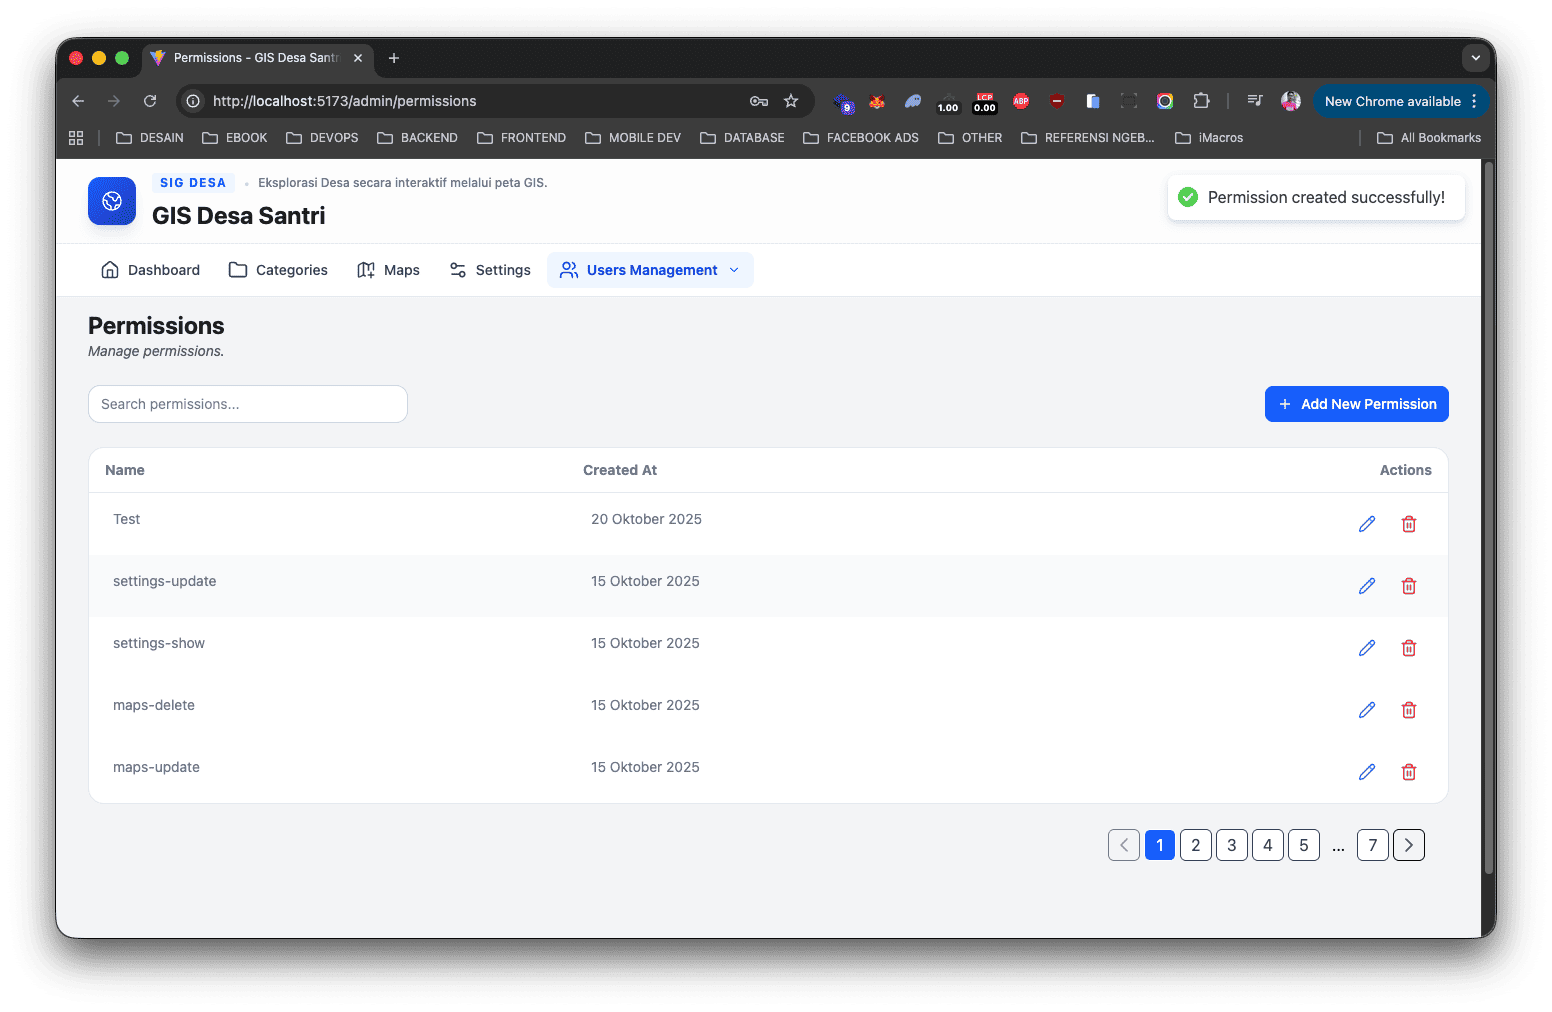 Permissions - GIS Desa Santr
http://localhost:5173/admin/permissions
9
1.00
LCP
0.00
ABP
New Chrome available
DESAIN
EBOOK
DEVOPS
BACKEND
FRONTEND
MOBILE DEV
DATABASE
FACEBOOK ADS
OTHER
REFERENSI NGEB...
iMacros
All Bookmarks
SIG DESA
Eksplorasi Desa secara interaktif melalui peta GIS.
GIS Desa Santri
Permission created successfully!
Dashboard
Categories
Maps
Settings
Users Management
Permissions
Manage permissions.
Search permissions...
+ Add New Permission
Name Created At Actions
Test 20 Oktober 2025
settings-update 15 Oktober 2025
settings-show 15 Oktober 2025
maps-delete 15 Oktober 2025
maps-update 15 Oktober 2025
1 2 3 4 5 ... 7